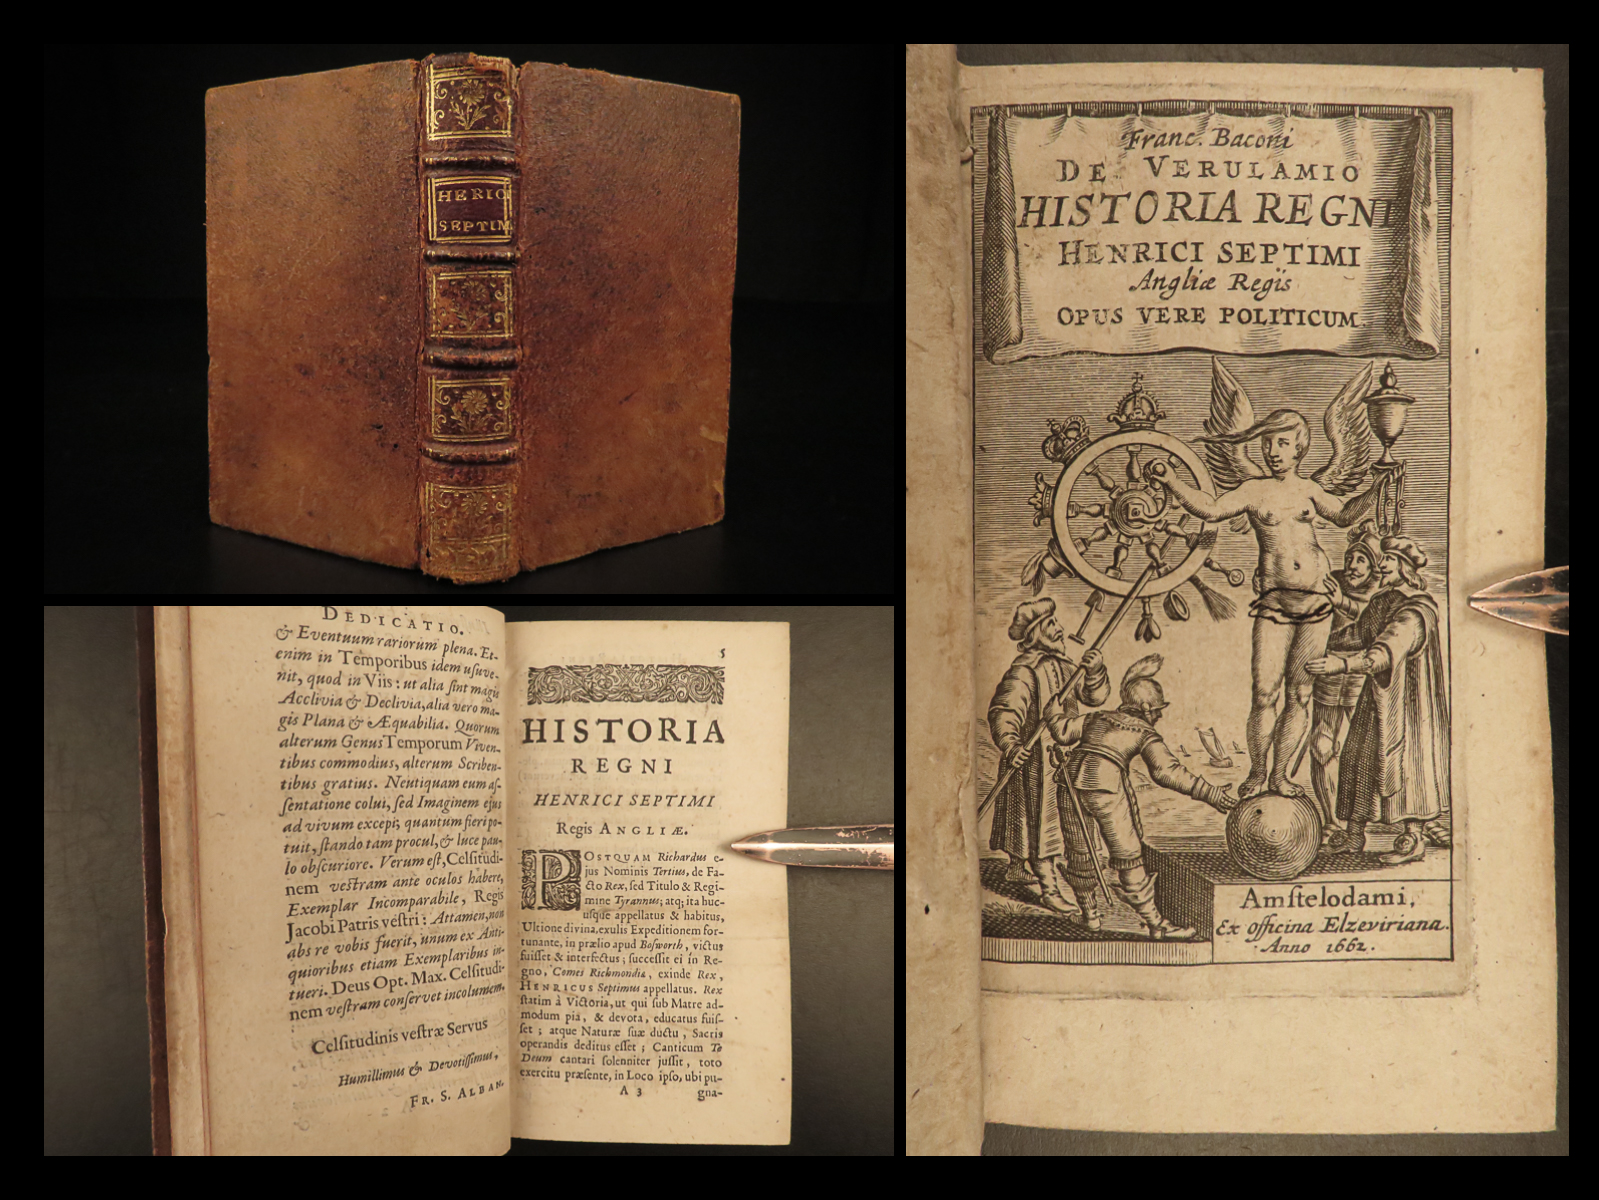 HERIC
SEPTIM
Franc. Baconi
DE VERULAMIO
HISTORIA REGNI
HENRICI SEPTIMI
Angliæ Regis
OPUS VERE POLITICUM.
Amstelodami,
Ex officina Elzeviriana.
Anno 1662.
DEDICATIO.
& Eventuum rariorum plena. Et-
enim in Temporibus idem usuve-
nit, quod in Viis: ut alia ſint magis
Acclivia & Declivia, alia vero ma-
gis Plana & Æquabilia. Quorum
alterum Genus Temporum Viven-
tibus commodius, alterum Scriben-
tibus gratius. Neutiquam eum aſ-
ſentatione colui, ſed Imaginem ejus
ad vivum excepi; quantum fieri po-
tuit, ſtando tam procul, & luce pau-
lo obſcuriore. Verum eſt, Celſitudi-
nem veſtram ante oculos habere,
Exemplar Incomparabile, Regis
Jacobi Patris veſtri: Attamen, non
abs re vobis fuerit, unum ex Anti-
quioribus etiam Exemplaribus in-
tueri. Deus Opt. Max. Celſitudi-
nem veſtram conſervet incolumem.
Celſitudinis veſtræ Servus
Humillimus & Devotiſſimus,
FR. S. ALBAN.
5
HISTORIA
REGNI
HENRICI SEPTIMI
Regis ANGLIÆ.
POSTQUAM Richardus e-
jus Nominis Tertius, de Fa-
cto Rex, ſed Titulo & Regi-
mine Tyrannus; atq; ita huc-
uſque appellatus & habitus,
Ultione divina, exulis Expeditionem for-
tunante, in prælio apud Boſworth, victus
fuiſſet & interfectus; ſucceſſit ei in Re-
gno, Comes Richmondiæ, exinde Rex,
HENRICUS Septimus appellatus. Rex
ſtatim à Victoria, ut qui ſub Matre ad-
modum pia, & devota, educatus fuiſ-
ſet; atque Naturæ ſuæ ductu, Sacris
operandis deditus eſſet; Canticum Te
Deum cantari ſolenniter juſſit, toto
exercitu præſente, in Loco ipſo, ubi pu-
A 3 gna-